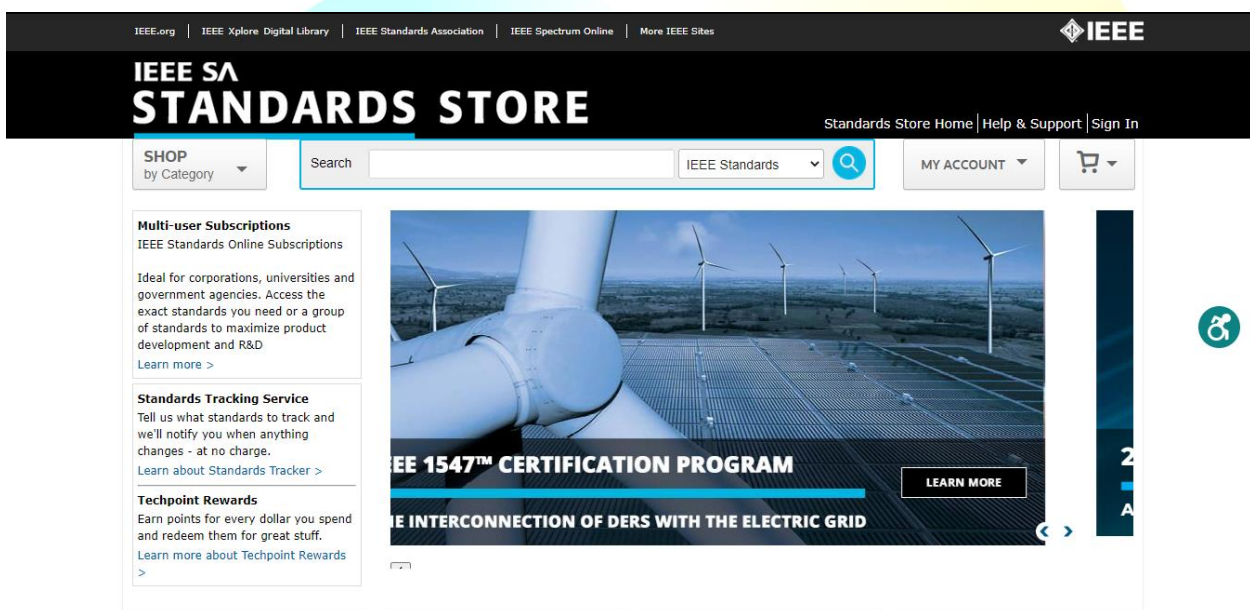 IEEE.org | IEEE Xplore Digital Library | IEEE Standards Association | IEEE Spectrum Online | More IEEE Sites
IEEE
IEEE SA
STANDARDS STORE
Standards Store Home | Help & Support | Sign In
SHOP
by Category
Search
IEEE Standards
MY ACCOUNT
Multi-user Subscriptions
IEEE Standards Online Subscriptions
Ideal for corporations, universities and
government agencies. Access the
exact standards you need or a group
of standards to maximize product
development and R&D
Learn more >
Standards Tracking Service
Tell us what standards to track and
we'll notify you when anything
changes - at no charge.
Learn about Standards Tracker >
Techpoint Rewards
Earn points for every dollar you spend
and redeem them for great stuff.
Learn more about Techpoint Rewards
>
EE 1547™ CERTIFICATION PROGRAM
LEARN MORE
E INTERCONNECTION OF DERS WITH THE ELECTRIC GRID
2
A